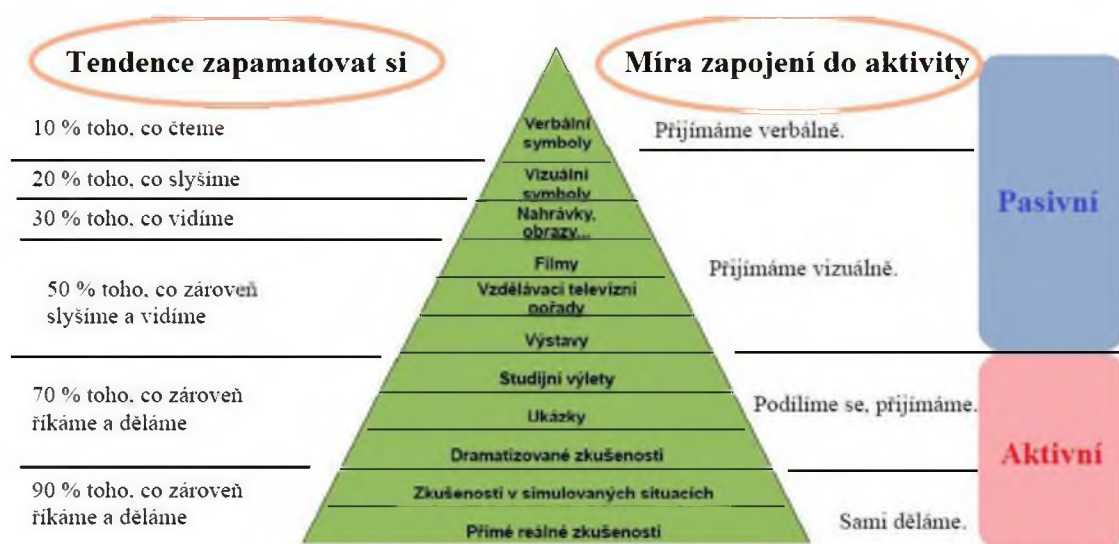 Tendence zapamatovat si
Míra zapojení do aktivity
10 % toho, co čteme
20 % toho, co slyšíme
30 % toho, co vidíme
50 % toho, co zároveň
slyšíme a vidíme
70 % toho, co zároveň
říkáme a děláme
90 % toho, co zároveň
říkáme a děláme
Verbální
symboly
Vizuální
symboly
Nahrávky,
obrazy...
Filmy
Vzdělávací televizní
pořady
Výstavy
Studijní výlety
Ukázky
Dramatizované zkušenosti
Zkušenosti v simulovaných situacích
Přímé reálné zkušenosti
Přijímáme verbálně.
Přijímáme vizuálně.
Podílíme se, přijímáme.
Sami děláme.
Pasivní
Aktivní